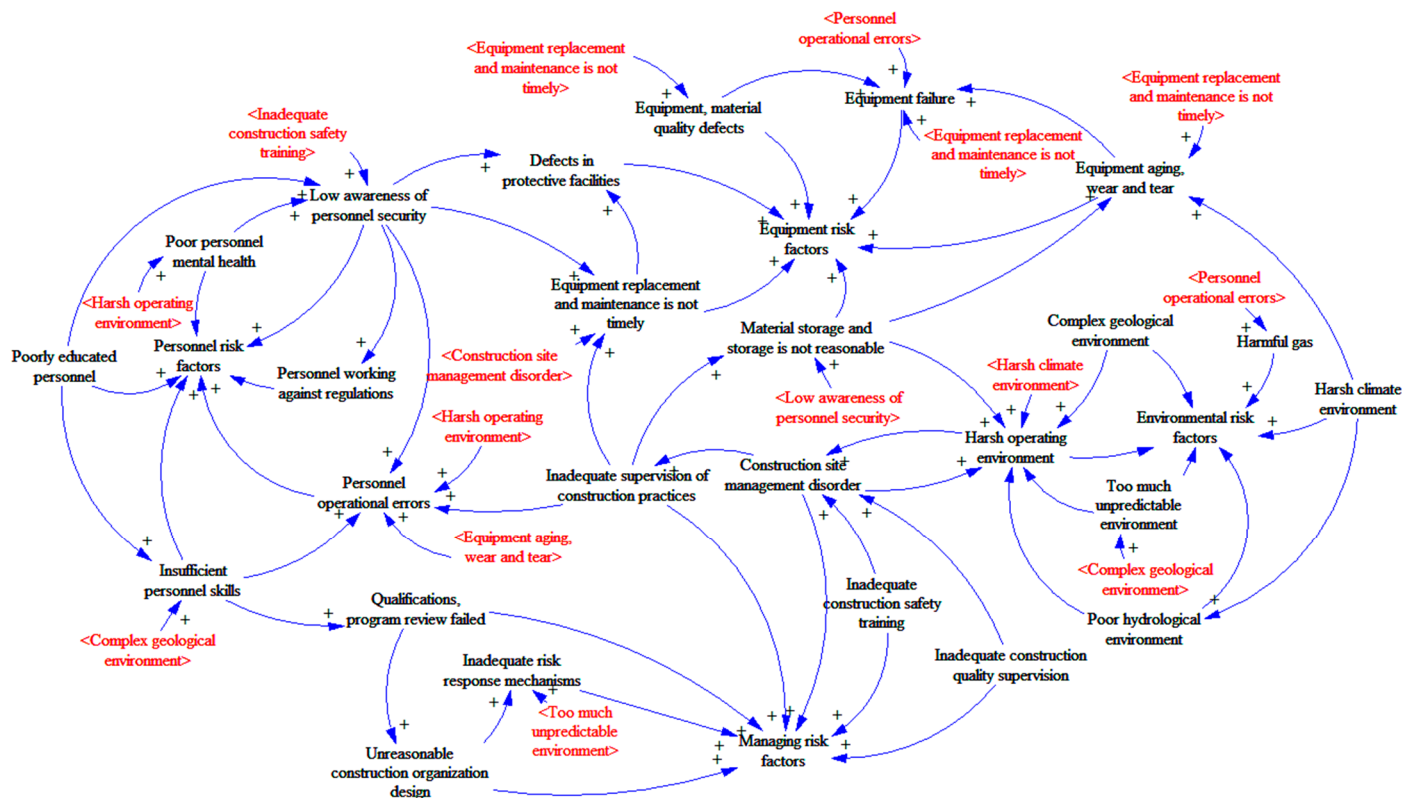 <Personnel
operational errors>
<Equipment replacement
and maintenance is not
timely>
<Equipment replacement
and maintenance is not
timely>
Equipment failure
Equipment, material
quality defects
<Inadequate
construction safety
training>
<Equipment replacement
and maintenance is not
timely>
Defects in
protective facilities
Equipment aging,
wear and tear
Low awareness of
personnel security
Equipment risk
factors
Poor personnel
mental health
Equipment replacement
and maintenance is not
timely
<Personnel
operational errors>
<Harsh operating
environment>
Material storage and
storage is not reasonable
Complex geological
environment
Harmful gas
Personnel risk
factors
Poorly educated
personnel
<Construction site
management disorder>
Personnel working
against regulations
<Harsh climate
environment>
Harsh climate
environment
<Low awareness of
personnel security>
<Harsh operating
environment>
Environmental risk
factors
Harsh operating
environment
Inadequate supervision of
construction practices
Construction site
management disorder
Personnel
operational errors
Too much
unpredictable
environment
<Equipment aging,
wear and tear>
Insufficient
personnel skills
<Complex geological
environment>
Inadequate
construction safety
training
Qualifications,
program review failed
Poor hydrological
environment
<Complex geological
environment>
Inadequate construction
quality supervision
Inadequate risk
response mechanisms
<Too much
unpredictable
environment>
Managing risk
factors
Unreasonable
construction organization
design